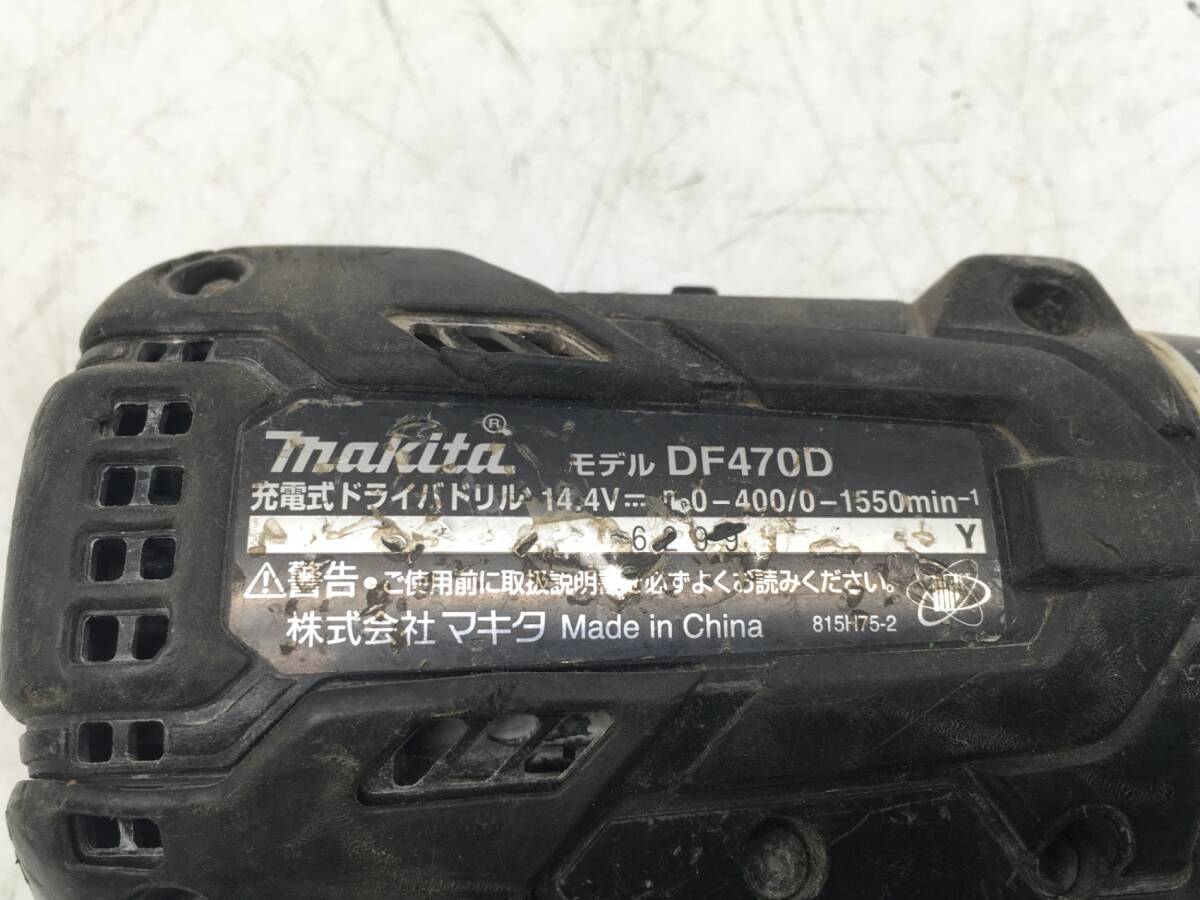 makita® モデル DF470D
充電式ドライバドリル 14.4V⎓ n₀0-400/0-1550min⁻¹
Y
⚠警告・ご使用前に取扱説明書を必ずよくお読みください。
株式会社 マキタ Made in China 815H75-2